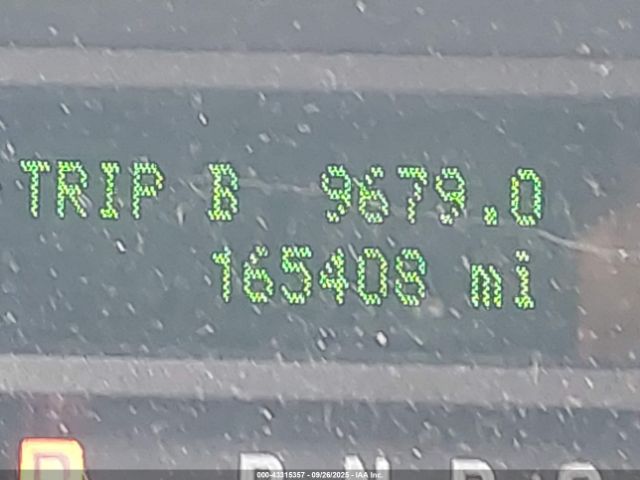 TRIP B 9679.0
165408 mi
P R N D
000-43315357 - 09/26/2025 - IAA Inc.